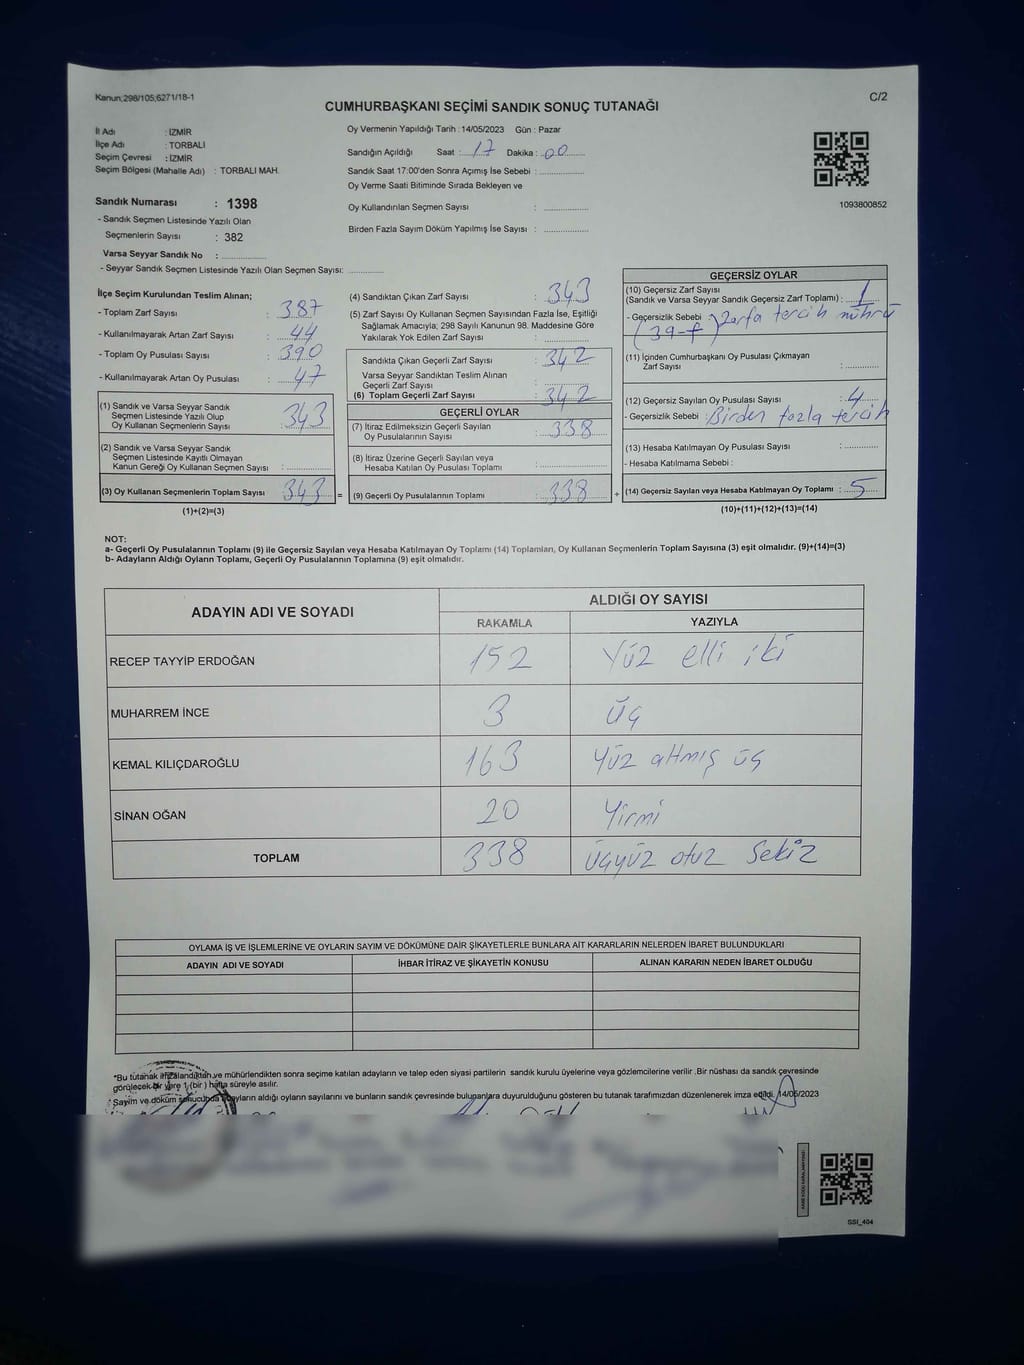 Kanun;298/105;6271/18-1
C/2
CUMHURBAŞKANI SEÇİMİ SANDIK SONUÇ TUTANAĞI
İl Adı : İZMİR
İlçe Adı : TORBALI
Seçim Çevresi : İZMİR
Seçim Bölgesi (Mahalle Adı) : TORBALI MAH.
Sandık Numarası : 1398
- Sandık Seçmen Listesinde Yazılı Olan
Seçmenlerin Sayısı : 382
Varsa Seyyar Sandık No :
- Seyyar Sandık Seçmen Listesinde Yazılı Olan Seçmen Sayısı:
Oy Vermenin Yapıldığı Tarih : 14/05/2023 Gün : Pazar
Sandığın Açıldığı Saat : 17 Dakika : 00
Sandık Saat 17:00'den Sonra Açımış İse Sebebi :
Oy Verme Saati Bitiminde Sırada Bekleyen ve
Oy Kullandırılan Seçmen Sayısı :
Birden Fazla Sayım Döküm Yapılmış İse Sayısı :
1093800852
İlçe Seçim Kurulundan Teslim Alınan;
- Toplam Zarf Sayısı : 387
- Kullanılmayarak Artan Zarf Sayısı : 44
- Toplam Oy Pusulası Sayısı : 390
- Kullanılmayarak Artan Oy Pusulası : 47
(1) Sandık ve Varsa Seyyar Sandık
Seçmen Listesinde Yazılı Olup
Oy Kullanan Seçmenlerin Sayısı : 343
(2) Sandık ve Varsa Seyyar Sandık
Seçmen Listesinde Kayıtlı Olmayan
Kanun Gereği Oy Kullanan Seçmen Sayısı :
(3) Oy Kullanan Seçmenlerin Toplam Sayısı : 343 =
(1)+(2)=(3)
(4) Sandıktan Çıkan Zarf Sayısı : 343
(5) Zarf Sayısı Oy Kullanan Seçmen Sayısından Fazla İse, Eşitliği
Sağlamak Amacıyla; 298 Sayılı Kanunun 98. Maddesine Göre
Yakılarak Yok Edilen Zarf Sayısı :
Sandıkta Çıkan Geçerli Zarf Sayısı : 342
Varsa Seyyar Sandıktan Teslim Alınan
Geçerli Zarf Sayısı :
(6) Toplam Geçerli Zarf Sayısı : 342
GEÇERLİ OYLAR
(7) İtiraz Edilmeksizin Geçerli Sayılan
Oy Pusulalarının Sayısı : 338
(8) İtiraz Üzerine Geçerli Sayılan veya
Hesaba Katılan Oy Pusulası Toplamı :
(9) Geçerli Oy Pusulalarının Toplamı : 338 +
GEÇERSİZ OYLAR
(10) Geçersiz Zarf Sayısı
(Sandık ve Varsa Seyyar Sandık Geçersiz Zarf Toplamı) : 1
- Geçersizlik Sebebi : Zarfa tercih mührü
(39-f)
(11) İçinden Cumhurbaşkanı Oy Pusulası Çıkmayan
Zarf Sayısı :
(12) Geçersiz Sayılan Oy Pusulası Sayısı : 4
- Geçersizlik Sebebi : Birden fazla tercih
(13) Hesaba Katılmayan Oy Pusulası Sayısı :
- Hesaba Katılmama Sebebi :
(14) Geçersiz Sayılan veya Hesaba Katılmayan Oy Toplamı : 5
(10)+(11)+(12)+(13)=(14)
NOT:
a- Geçerli Oy Pusulalarının Toplamı (9) ile Geçersiz Sayılan veya Hesaba Katılmayan Oy Toplamı (14) Toplamları, Oy Kullanan Seçmenlerin Toplam Sayısına (3) eşit olmalıdır. (9)+(14)=(3)
b- Adayların Aldığı Oyların Toplamı, Geçerli Oy Pusulalarının Toplamına (9) eşit olmalıdır.
ADAYIN ADI VE SOYADI ALDIĞI OY SAYISI
RAKAMLA YAZIYLA
RECEP TAYYİP ERDOĞAN 152 Yüz elli iki
MUHARREM İNCE 3 üç
KEMAL KILIÇDAROĞLU 163 Yüz altmış üç
SİNAN OĞAN 20 Yirmi
TOPLAM 338 üçyüz otuz sekiz
OYLAMA İŞ VE İŞLEMLERİNE VE OYLARIN SAYIM VE DÖKÜMÜNE DAİR ŞİKAYETLERLE BUNLARA AİT KARARLARIN NELERDEN İBARET BULUNDUKLARI
ADAYIN ADI VE SOYADI İHBAR İTİRAZ VE ŞİKAYETİN KONUSU ALINAN KARARIN NEDEN İBARET OLDUĞU
*Bu tutanak imzalandıktan ve mühürlendikten sonra seçime katılan adayların ve talep eden siyasi partilerin sandık kurulu üyelerine veya gözlemcilerine verilir. Bir nüshası da sandık çevresinde
görülecek bir yere 1 (bir) hafta süreyle asılır.
* Sayım ve döküm sonucunda adayların aldığı oyların sayılarını ve bunların sandık çevresinde bulunanlara duyurulduğunu gösteren bu tutanak tarafımızdan düzenlenerek imza edildi. 14/05/2023
SSI_404